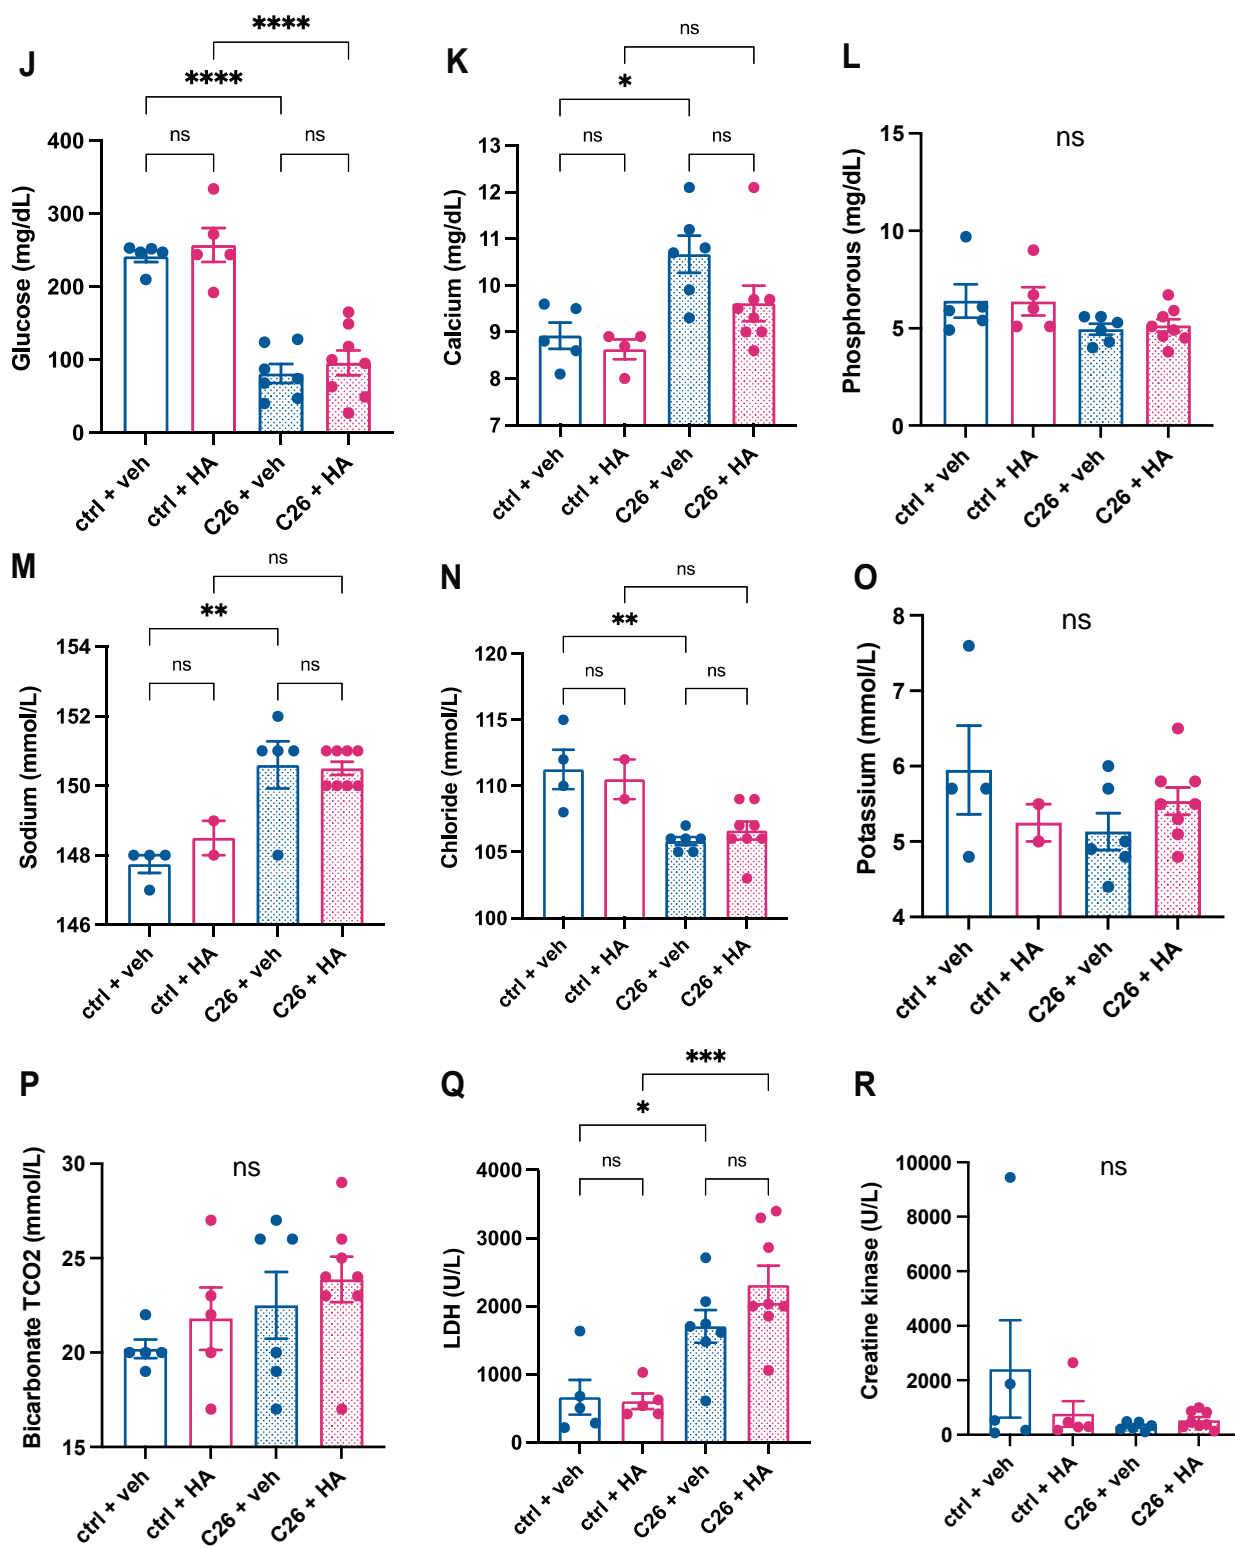 J
****
****
ns
ns
Glucose (mg/dL)
400
300
200
100
0
ctrl + veh
ctrl + HA
C26 + veh
C26 + HA
K
ns
*
ns
ns
Calcium (mg/dL)
13
12
11
10
9
8
7
ctrl + veh
ctrl + HA
C26 + veh
C26 + HA
L
ns
Phosphorous (mg/dL)
15
10
5
0
ctrl + veh
ctrl + HA
C26 + veh
C26 + HA
M
ns
**
ns
ns
Sodium (mmol/L)
154
152
150
148
146
ctrl + veh
ctrl + HA
C26 + veh
C26 + HA
N
ns
**
ns
ns
Chloride (mmol/L)
120
115
110
105
100
ctrl + veh
ctrl + HA
C26 + veh
C26 + HA
O
ns
Potassium (mmol/L)
8
7
6
5
4
ctrl + veh
ctrl + HA
C26 + veh
C26 + HA
P
ns
Bicarbonate TCO2 (mmol/L)
30
25
20
15
ctrl + veh
ctrl + HA
C26 + veh
C26 + HA
Q
***
*
ns
ns
LDH (U/L)
4000
3000
2000
1000
0
ctrl + veh
ctrl + HA
C26 + veh
C26 + HA
R
ns
Creatine kinase (U/L)
10000
8000
6000
4000
2000
0
ctrl + veh
ctrl + HA
C26 + veh
C26 + HA